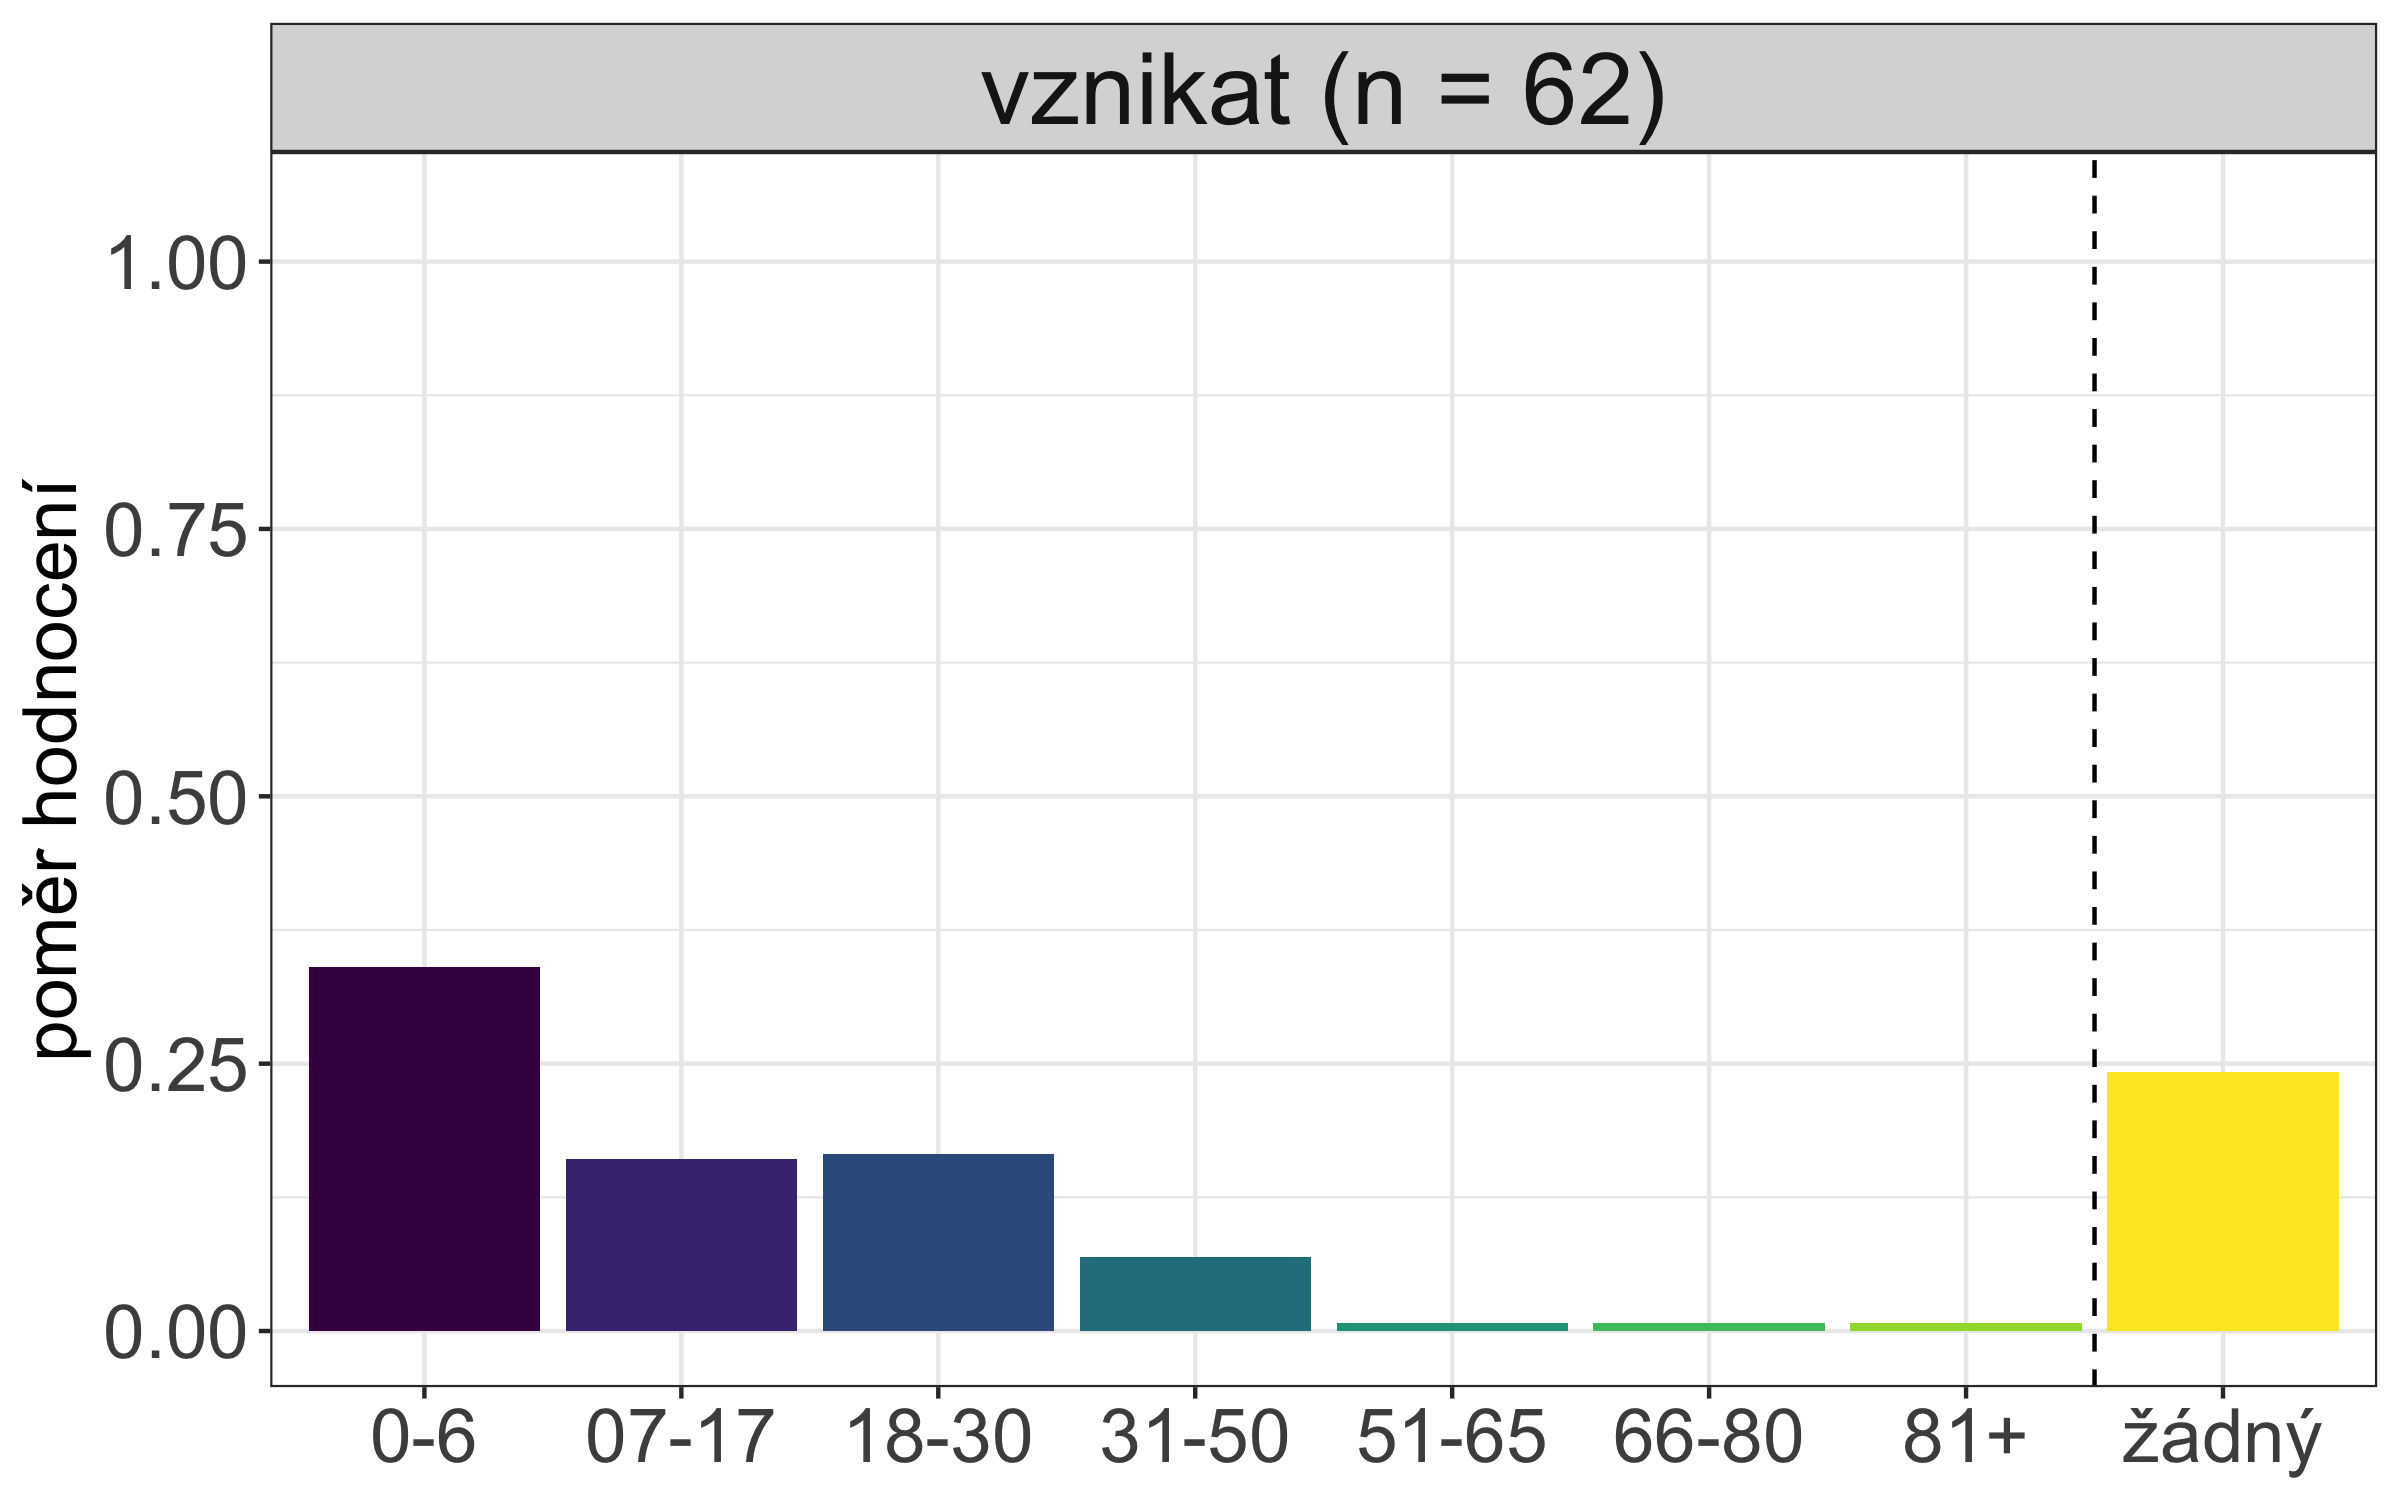 vznikat (n = 62)
poměr hodnocení
1.00
0.75
0.50
0.25
0.00
0-6 07-17 18-30 31-50 51-65 66-80 81+ žádný